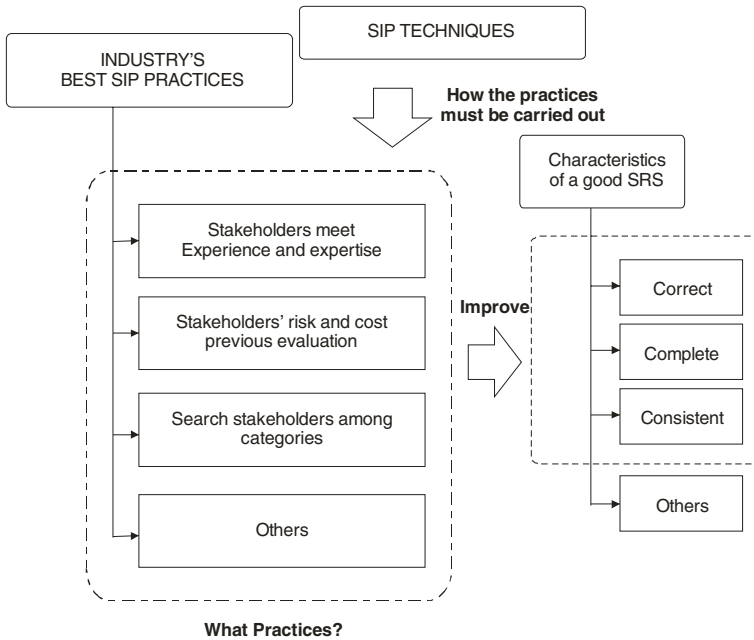 SIP TECHNIQUES
INDUSTRY'S
BEST SIP PRACTICES
How the practices
must be carried out
Characteristics
of a good SRS
Stakeholders meet
Experience and expertise
Stakeholders' risk and cost
previous evaluation
Search stakeholders among
categories
Others
Improve
Correct
Complete
Consistent
Others
What Practices?